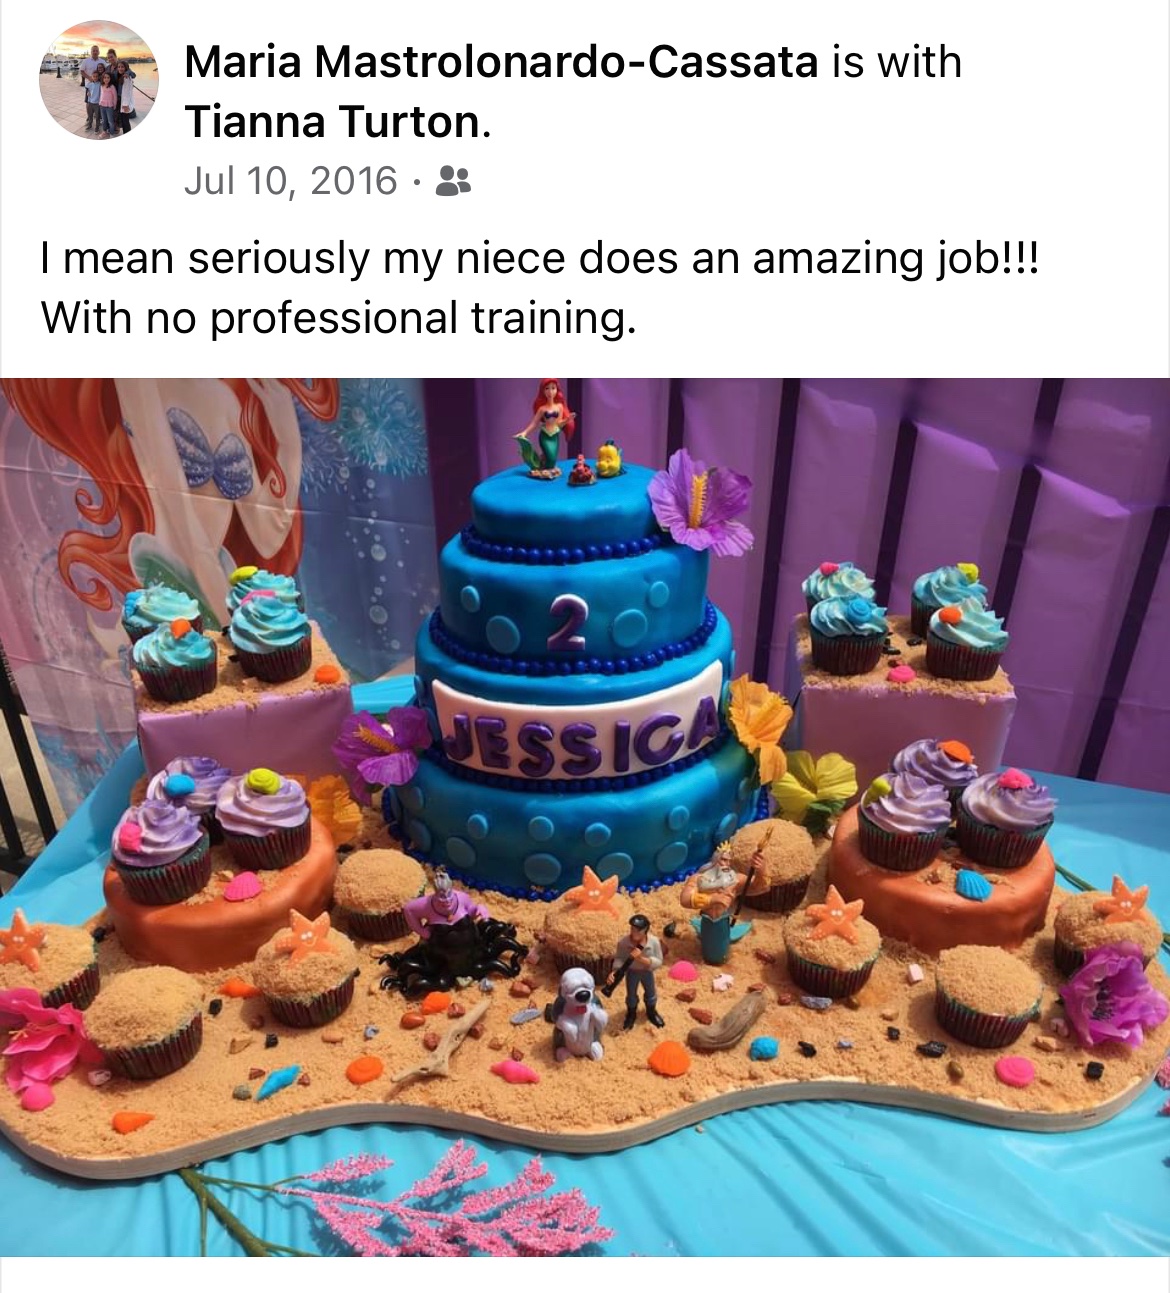 Maria Mastrolonardo-Cassata is with
Tianna Turton.
Jul 10, 2016 ·
I mean seriously my niece does an amazing job!!!
With no professional training.
2
JESSICA